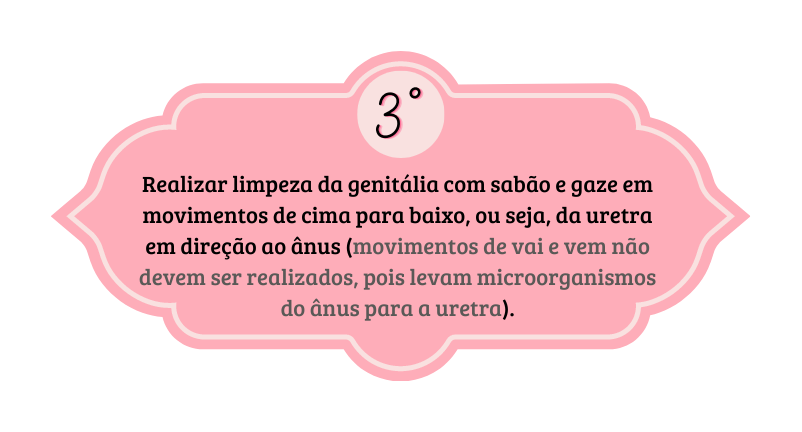 3°
Realizar limpeza da genitália com sabão e gaze em
movimentos de cima para baixo, ou seja, da uretra
em direção ao ânus (movimentos de vai e vem não
devem ser realizados, pois levam microorganismos
do ânus para a uretra).